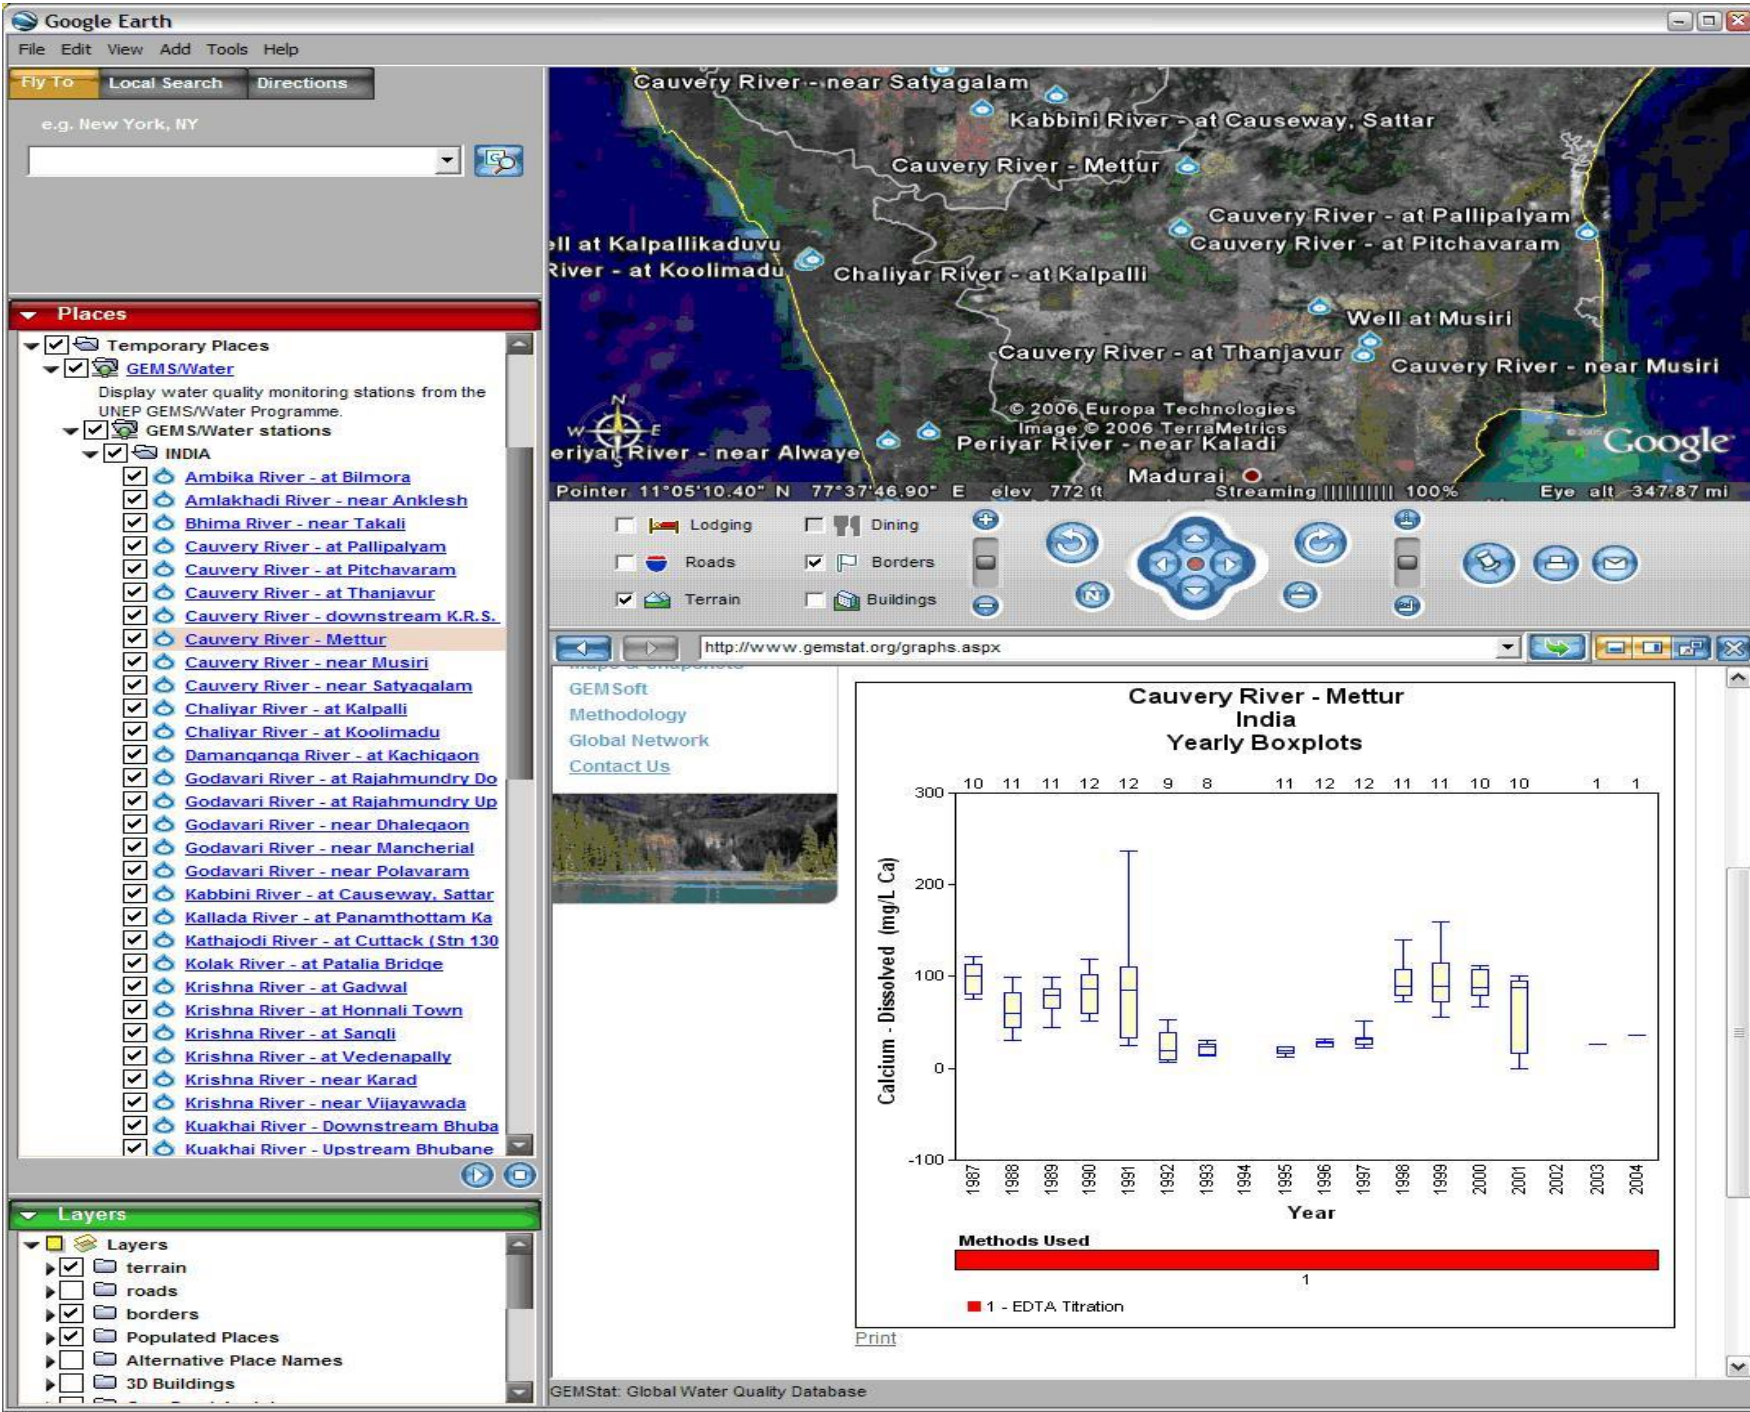 Google Earth
File Edit View Add Tools Help
Fly To Local Search Directions
e.g. New York, NY
Places
Temporary Places
GEMS/Water
Display water quality monitoring stations from the
UNEP GEMS/Water Programme.
GEMS/Water stations
INDIA
Ambika River - at Bilmora
Amlakhadi River - near Anklesh
Bhima River - near Takali
Cauvery River - at Pallipalyam
Cauvery River - at Pitchavaram
Cauvery River - at Thanjavur
Cauvery River - downstream K.R.S.
Cauvery River - Mettur
Cauvery River - near Musiri
Cauvery River - near Satyagalam
Chaliyar River - at Kalpalli
Chaliyar River - at Koolimadu
Damanganga River - at Kachigaon
Godavari River - at Rajahmundry Do
Godavari River - at Rajahmundry Up
Godavari River - near Dhalegaon
Godavari River - near Mancherial
Godavari River - near Polavaram
Kabbini River - at Causeway, Sattar
Kallada River - at Panamthottam Ka
Kathajodi River - at Cuttack (Stn 130
Kolak River - at Patalia Bridge
Krishna River - at Gadwal
Krishna River - at Honnali Town
Krishna River - at Sangli
Krishna River - at Vedenapally
Krishna River - near Karad
Krishna River - near Vijayawada
Kuakhai River - Downstream Bhuba
Kuakhai River - Upstream Bhubane
Layers
Layers
terrain
roads
borders
Populated Places
Alternative Place Names
3D Buildings
Cauvery River - near Satyagalam
Kabbini River - at Causeway, Sattar
Cauvery River - Mettur
Cauvery River - at Pallipalyam
Cauvery River - at Pitchavaram
ell at Kalpallikaduvu
River - at Koolimadu
Chaliyar River - at Kalpalli
Well at Musiri
Cauvery River - at Thanjavur
Cauvery River - near Musiri
N
W E
S
© 2006 Europa Technologies
Image © 2006 TerraMetrics
Periyar River - near Kaladi
eriyar River - near Alwaye
© 2005 Google
Madurai
Pointer 11°05'10.40" N 77°37'46.90" E elev 772 ft Streaming |||||||||| 100% Eye alt 347.87 mi
Lodging Dining
Roads Borders
Terrain Buildings
N
http://www.gemstat.org/graphs.aspx
Maps & Snapshots
GEMSoft
Methodology
Global Network
Contact Us
Cauvery River - Mettur
India
Yearly Boxplots
10 11 11 12 12 9 8 11 12 12 11 11 10 10 1 1
300
200
100
0
-100
Calcium - Dissolved (mg/L Ca)
1987 1988 1989 1990 1991 1992 1993 1994 1995 1996 1997 1998 1999 2000 2001 2002 2003 2004
Year
Methods Used
1
1 - EDTA Titration
Print
GEMStat: Global Water Quality Database